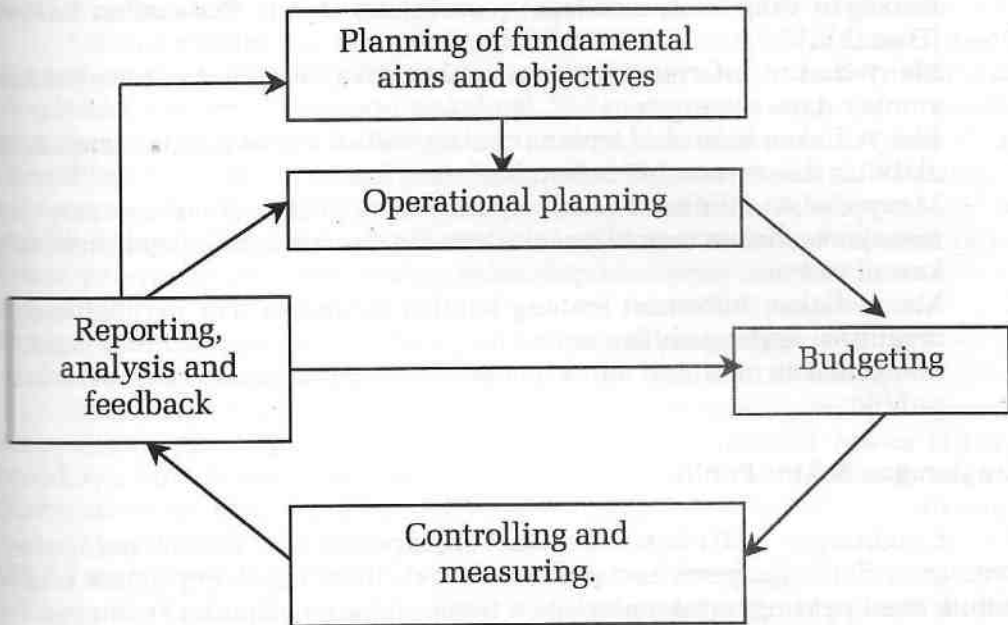 Planning of fundamental
aims and objectives
Operational planning
Reporting,
analysis and
feedback
Budgeting
Controlling and
measuring